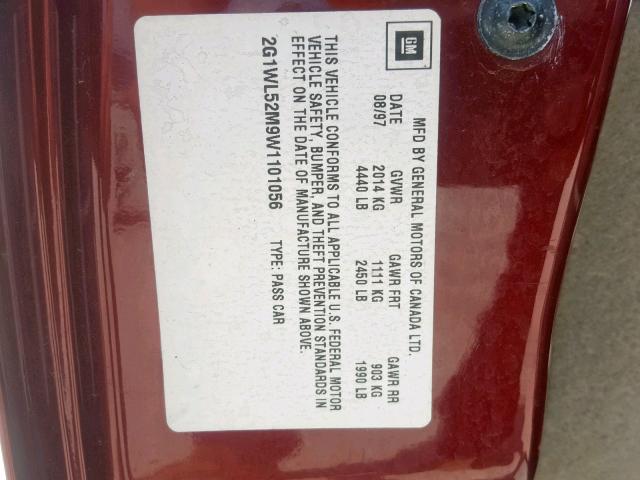 GM
MFD BY GENERAL MOTORS OF CANADA LTD.
DATE GVWR GAWR FRT GAWR RR
08/97 2014 KG 1111 KG 903 KG
4440 LB 2450 LB 1990 LB
THIS VEHICLE CONFORMS TO ALL APPLICABLE U.S. FEDERAL MOTOR
VEHICLE SAFETY, BUMPER, AND THEFT PREVENTION STANDARDS IN
EFFECT ON THE DATE OF MANUFACTURE SHOWN ABOVE.
2G1WL52M9W1101056 TYPE: PASS CAR